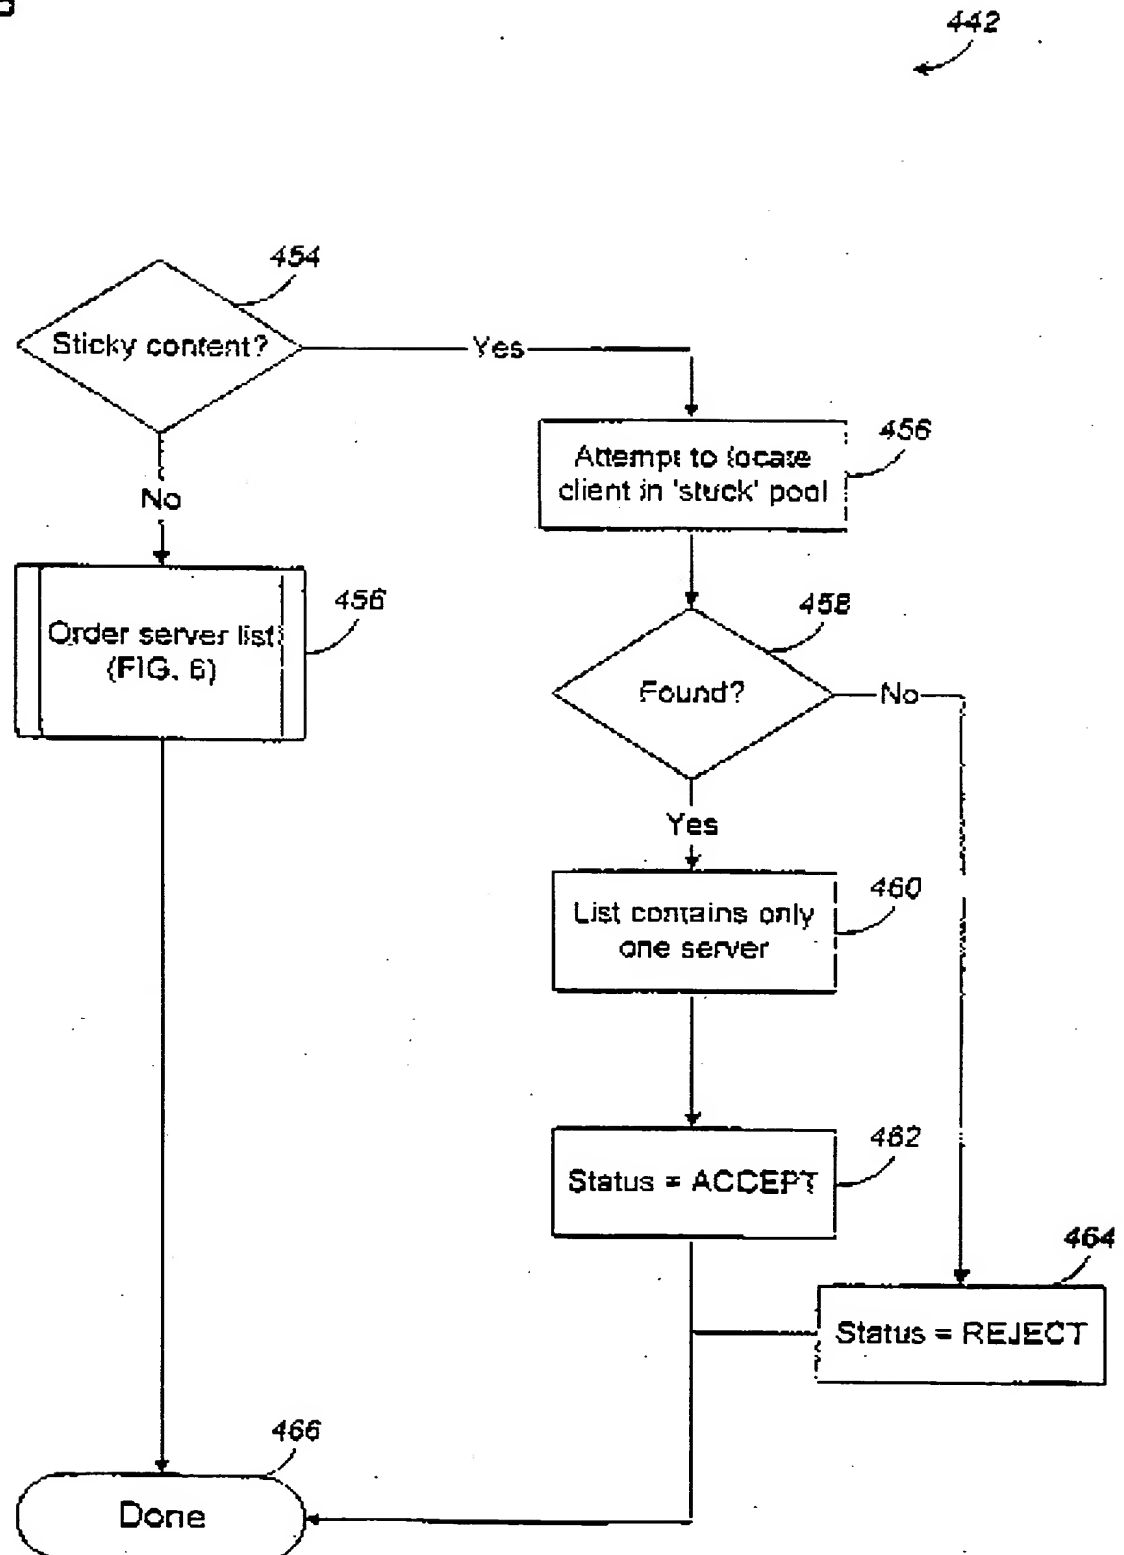 442
454
Sticky content?
Yes
456
Attempt to locate
client in 'stuck' pool
No
456
Order server list
(FIG. 6)
458
Found?
No
Yes
460
List contains only
one server
462
Status = ACCEPT
464
Status = REJECT
466
Done